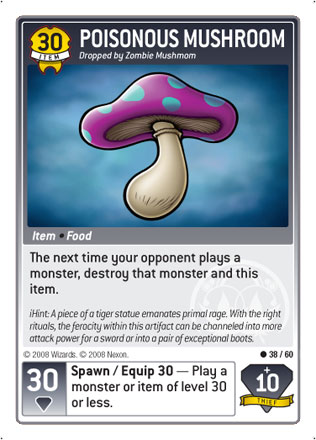 30
ITEM
POISONOUS MUSHROOM
Dropped by Zombie Mushmom
Item • Food
The next time your opponent plays a
monster, destroy that monster and this
item.
iHint: A piece of a tiger statue emanates primal rage. With the right
rituals, the ferocity within this artifact can be channeled into more
attack power for a sword or into a pair of exceptional boots.
© 2008 Wizards. © 2008 Nexon.
● 38 / 60
30
Spawn / Equip 30 — Play a
monster or item of level 30
or less.
+
10
THIEF